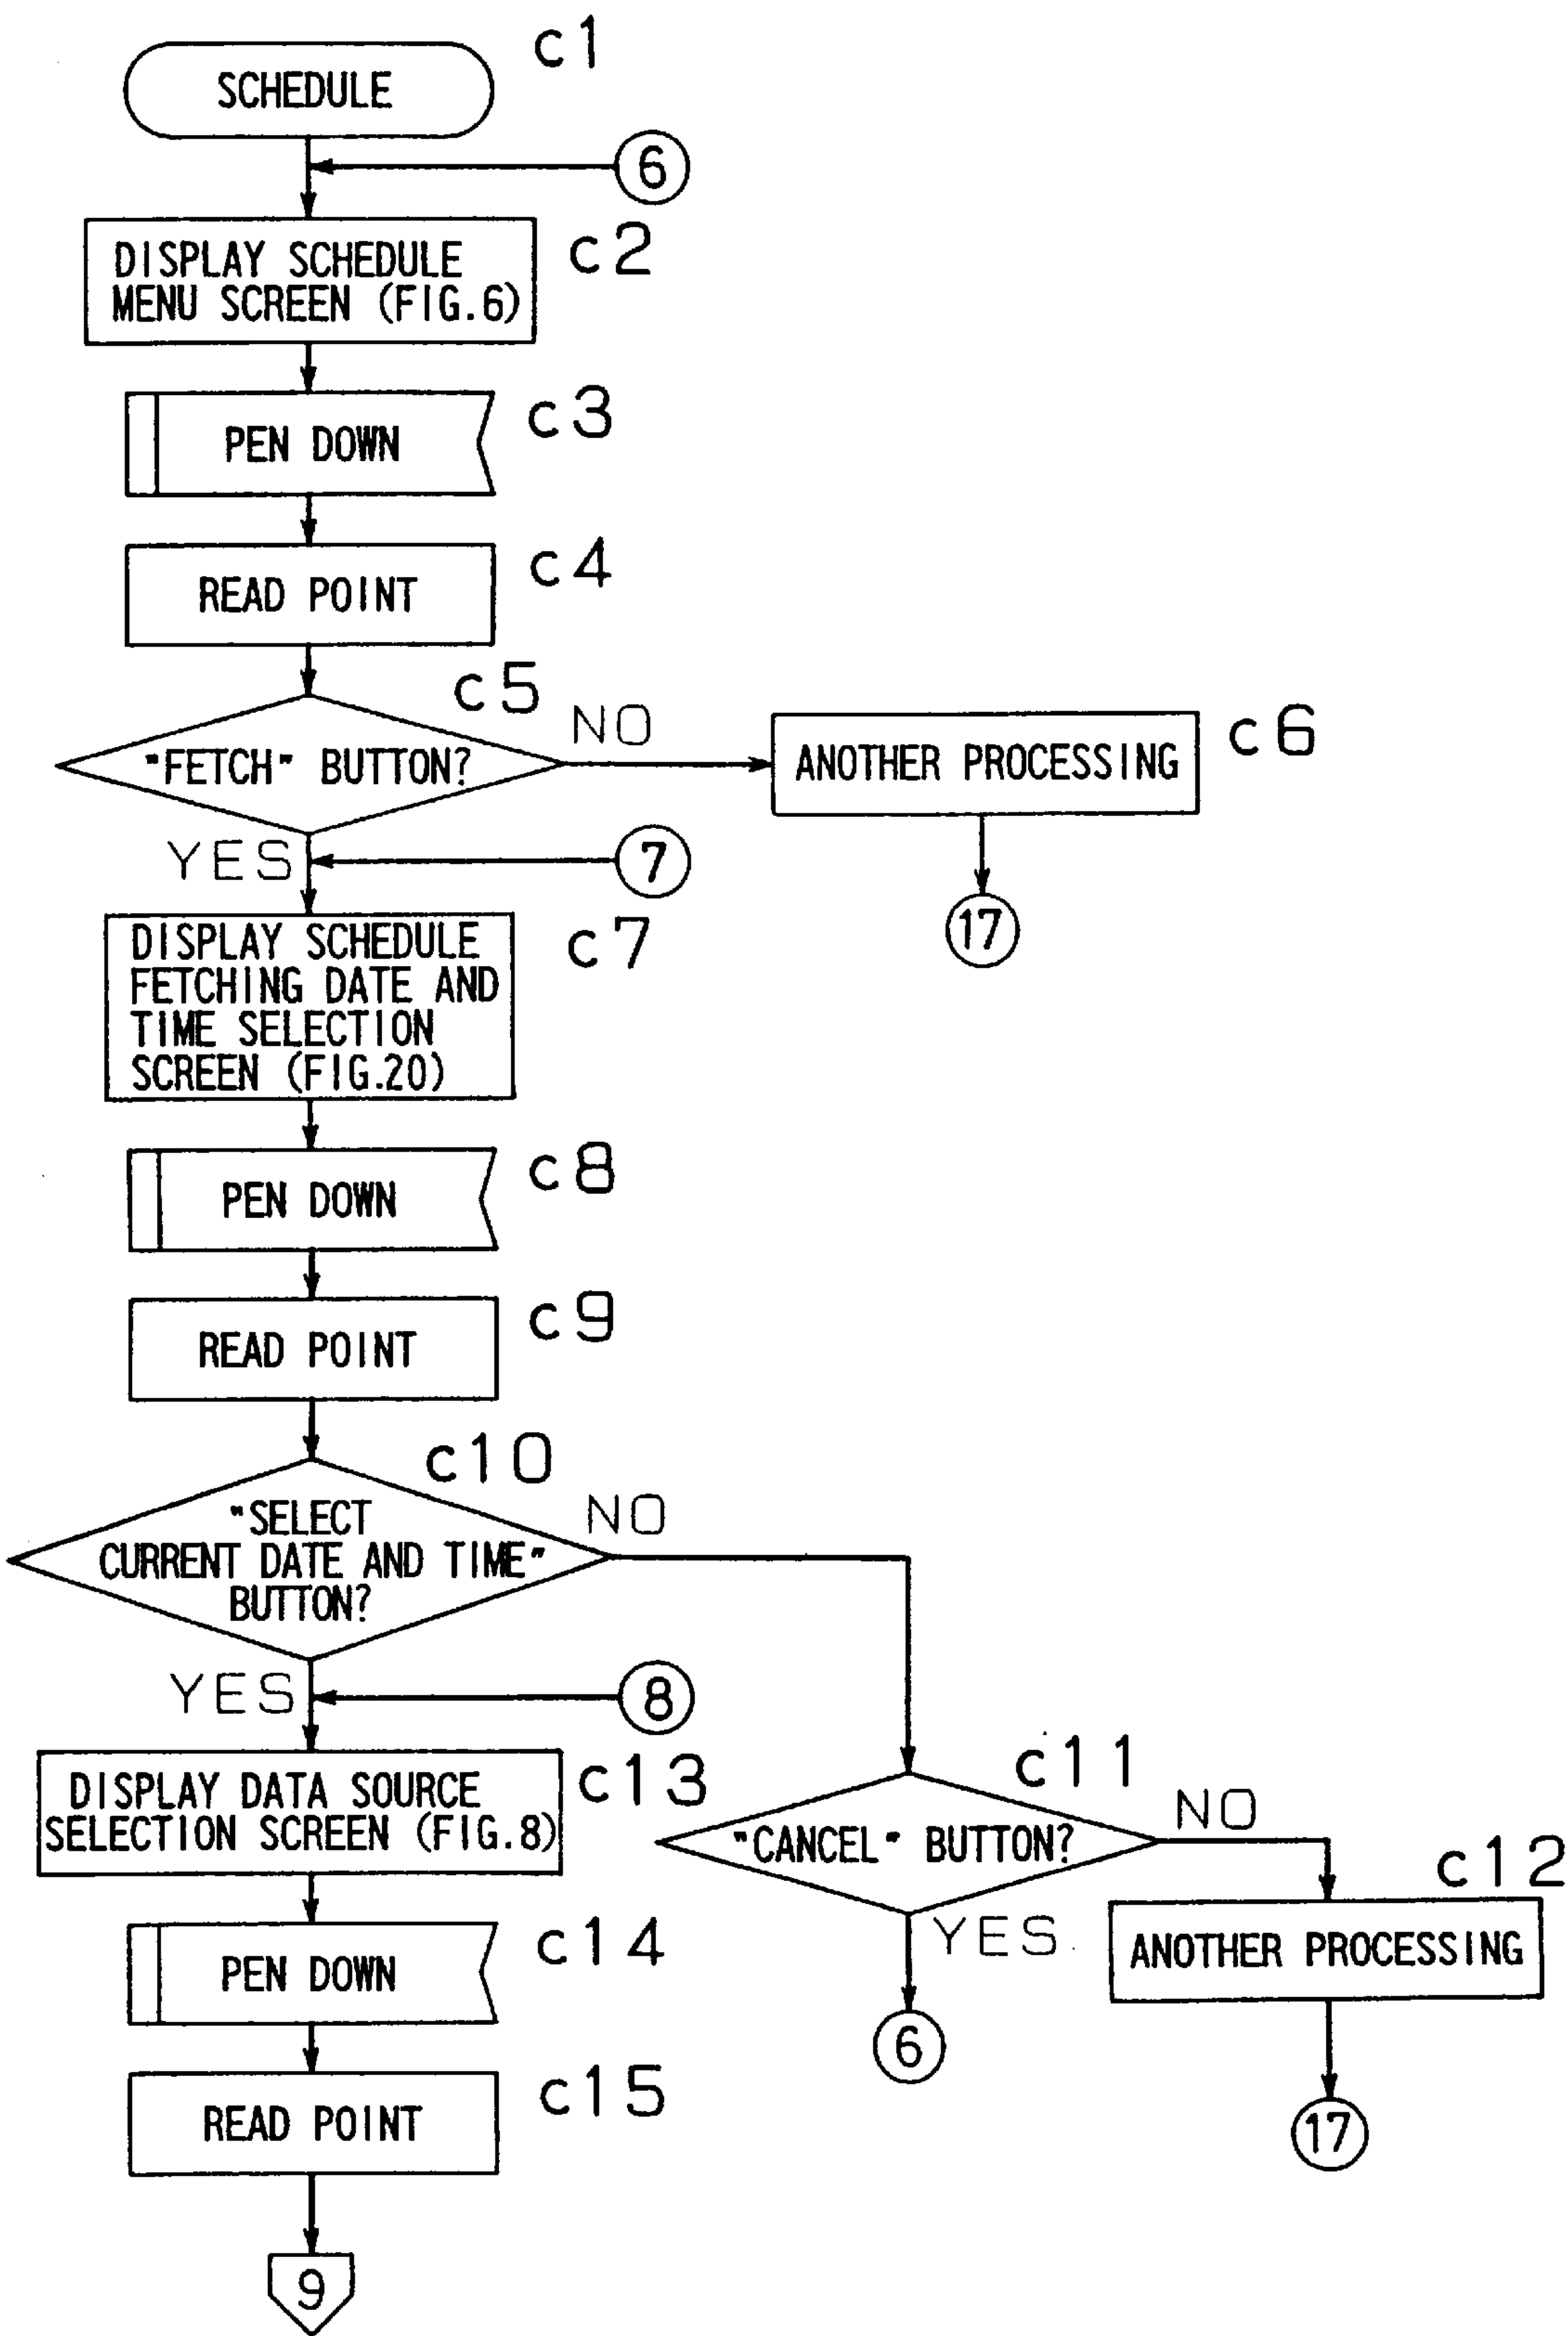 c1
SCHEDULE
6
c2
DISPLAY SCHEDULE
MENU SCREEN (FIG.6)
c3
PEN DOWN
c4
READ POINT
c5
"FETCH" BUTTON?
NO
c6
ANOTHER PROCESSING
YES
7
17
c7
DISPLAY SCHEDULE
FETCHING DATE AND
TIME SELECTION
SCREEN (FIG.20)
c8
PEN DOWN
c9
READ POINT
c10
"SELECT
CURRENT DATE AND TIME"
BUTTON?
NO
YES
8
c13
DISPLAY DATA SOURCE
SELECTION SCREEN (FIG.8)
c11
"CANCEL" BUTTON?
NO
c12
ANOTHER PROCESSING
YES
c14
PEN DOWN
6
c15
READ POINT
17
9